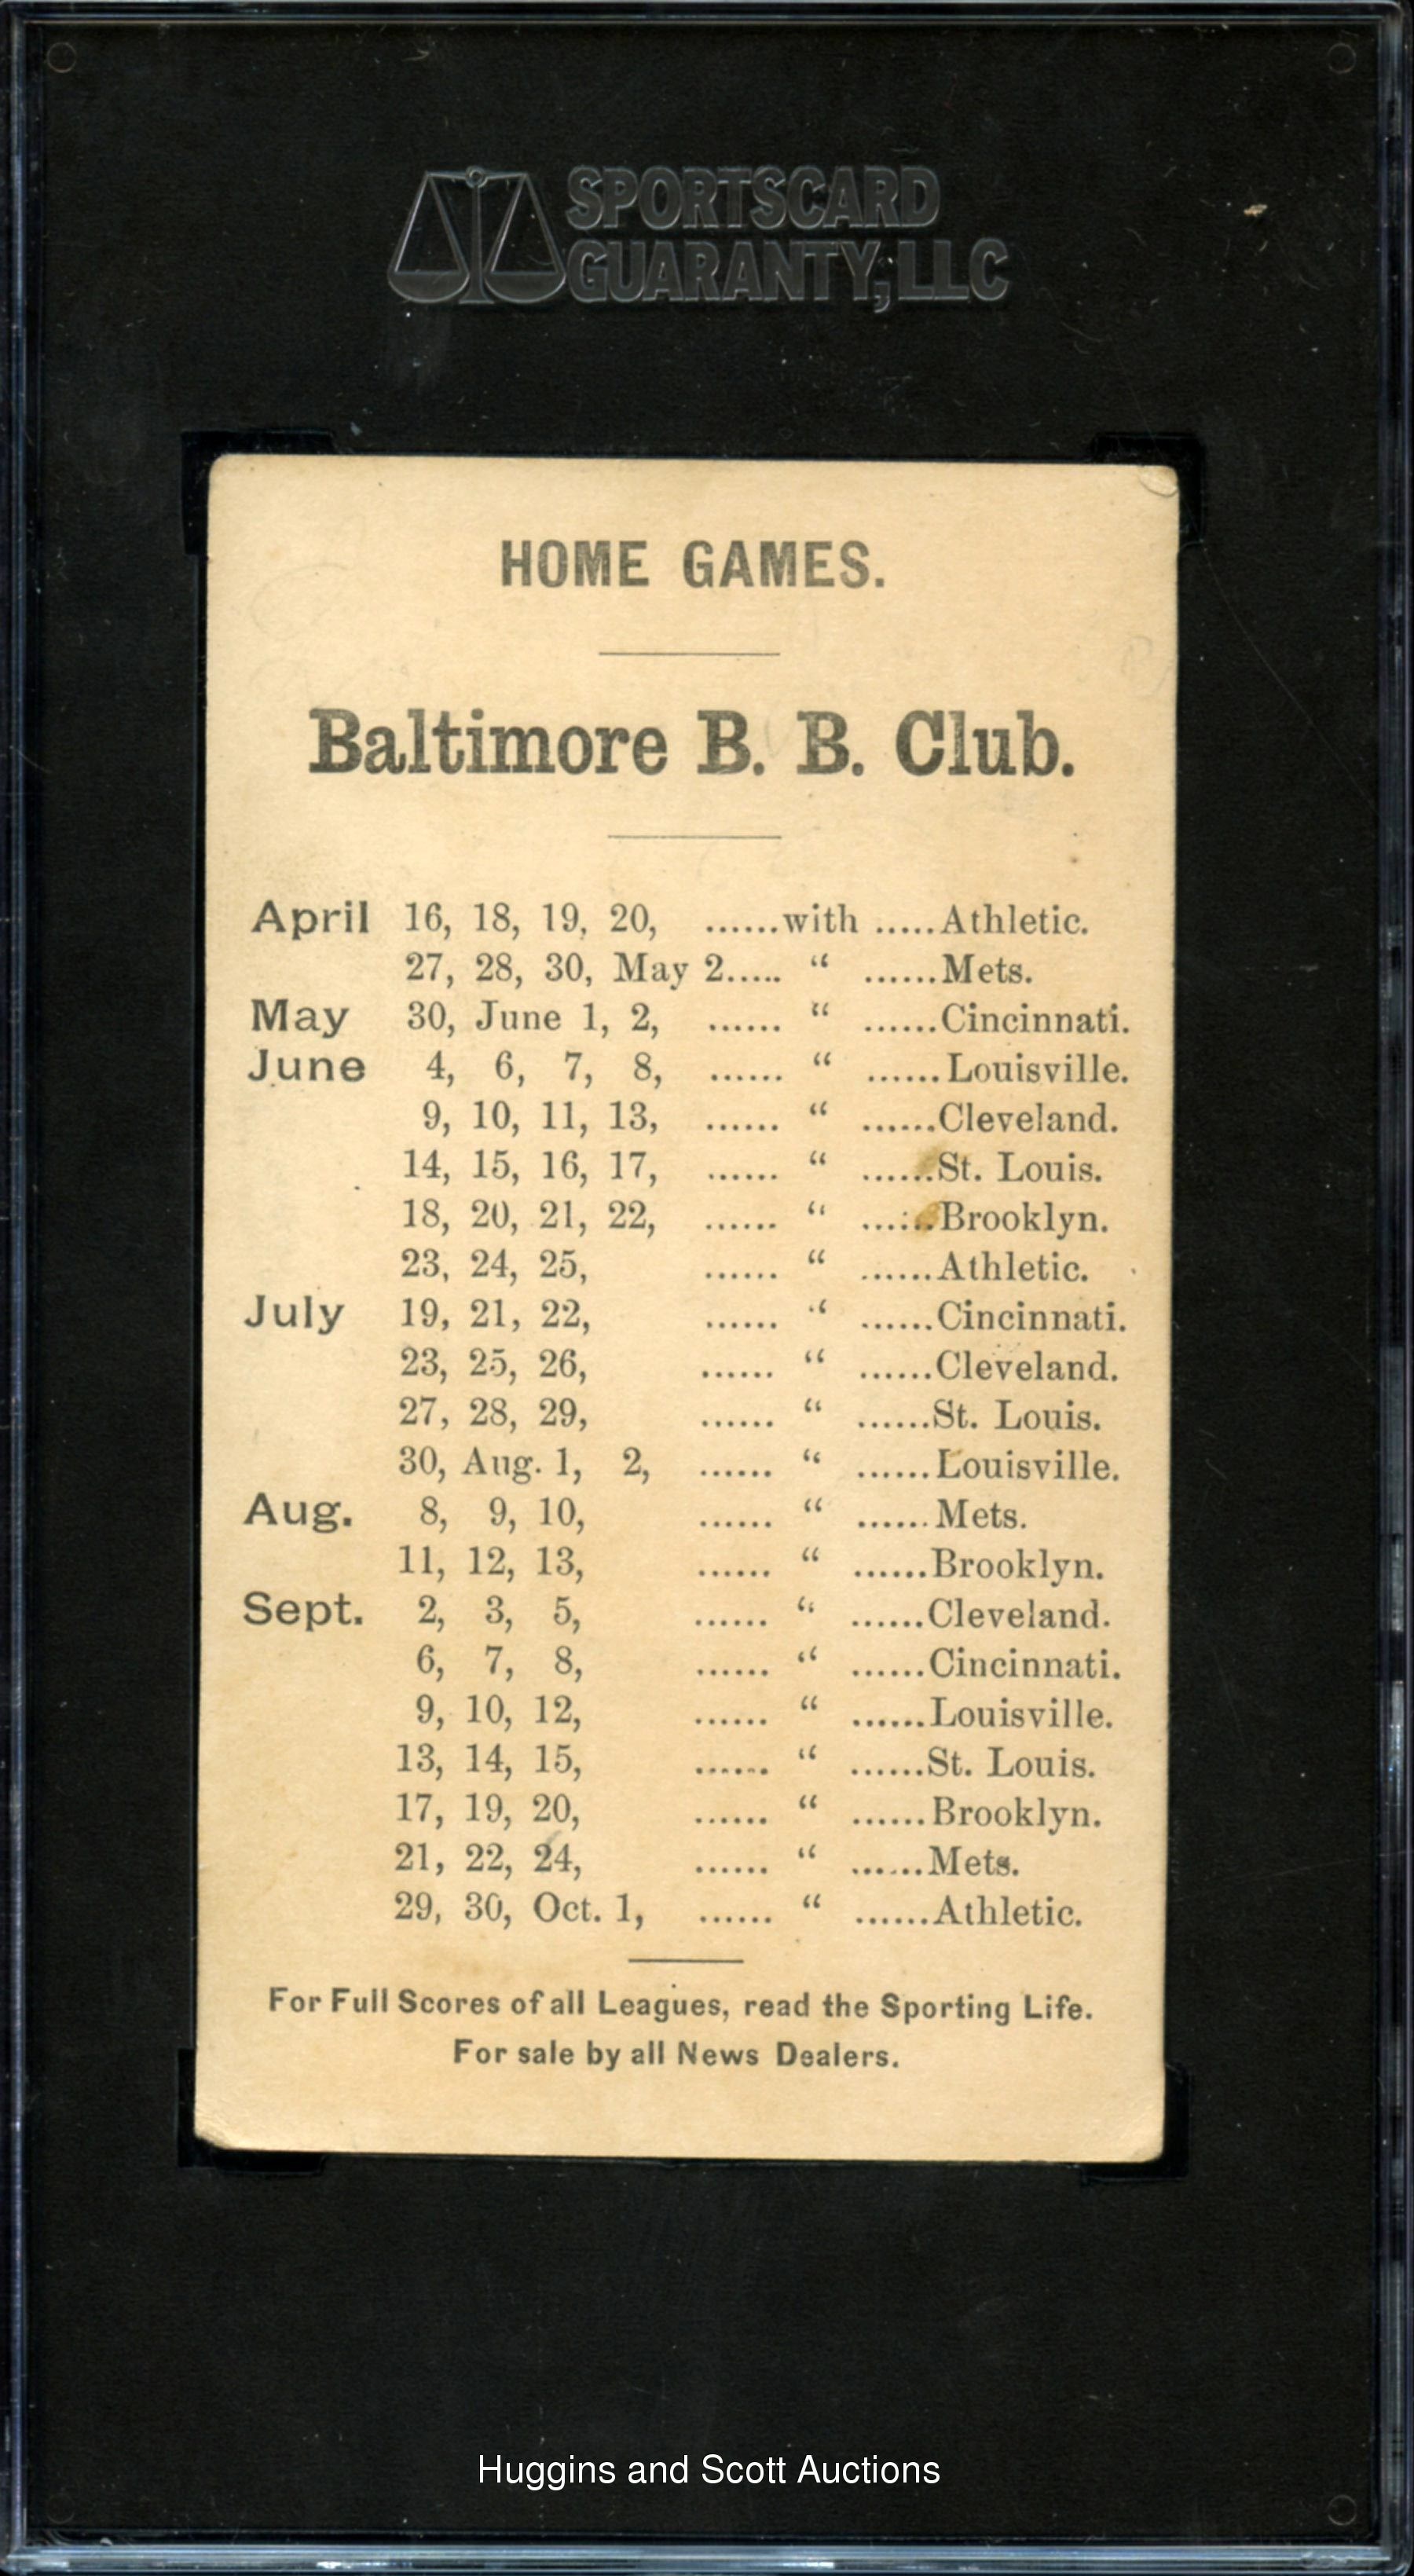 SPORTSCARD
GUARANTY, LLC
HOME GAMES.
Baltimore B. B. Club.
April 16, 18, 19, 20, ......with .....Athletic.
27, 28, 30, May 2..... “ ......Mets.
May 30, June 1, 2, ...... “ ......Cincinnati.
June 4, 6, 7, 8, ...... “ ......Louisville.
9, 10, 11, 13, ...... “ ......Cleveland.
14, 15, 16, 17, ...... “ ......St. Louis.
18, 20, 21, 22, ...... “ ......Brooklyn.
23, 24, 25, ...... “ ......Athletic.
July 19, 21, 22, ...... “ ......Cincinnati.
23, 25, 26, ...... “ ......Cleveland.
27, 28, 29, ...... “ ......St. Louis.
30, Aug. 1, 2, ...... “ ......Louisville.
Aug. 8, 9, 10, ...... “ ......Mets.
11, 12, 13, ...... “ ......Brooklyn.
Sept. 2, 3, 5, ...... “ ......Cleveland.
6, 7, 8, ...... “ ......Cincinnati.
9, 10, 12, ...... “ ......Louisville.
13, 14, 15, ...... “ ......St. Louis.
17, 19, 20, ...... “ ......Brooklyn.
21, 22, 24, ...... “ ......Mets.
29, 30, Oct. 1, ...... “ ......Athletic.
For Full Scores of all Leagues, read the Sporting Life.
For sale by all News Dealers.
Huggins and Scott Auctions